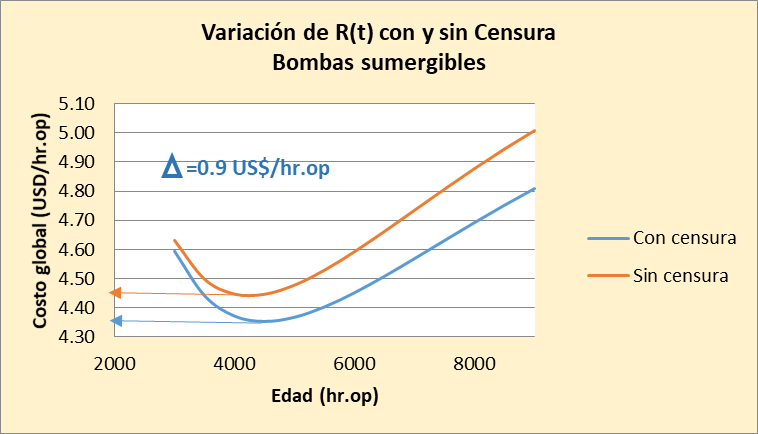 Variación de R(t) con y sin Censura
Bombas sumergibles
Δ =0.9 US$/hr.op
Costo global (USD/hr.op)
5.10
5.00
4.90
4.80
4.70
4.60
4.50
4.40
4.30
2000 4000 6000 8000
Edad (hr.op)
Con censura
Sin censura